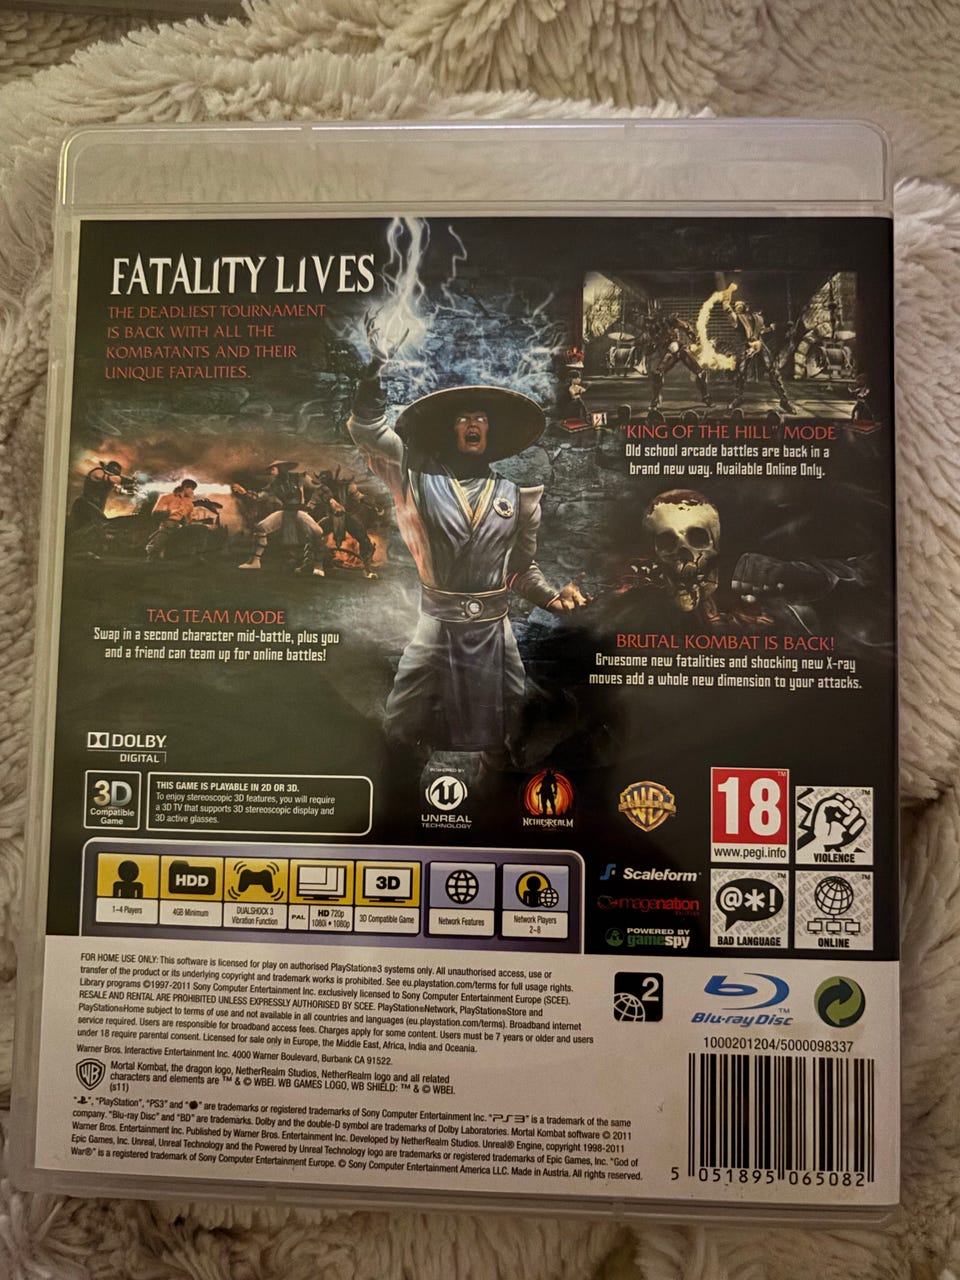 FATALITY LIVES
THE DEADLIEST TOURNAMENT
IS BACK WITH ALL THE
KOMBATANTS AND THEIR
UNIQUE FATALITIES.
"KING OF THE HILL" MODE
Old school arcade battles are back in a
brand new way. Available Online Only.
TAG TEAM MODE
Swap in a second character mid-battle, plus you
and a friend can team up for online battles!
BRUTAL KOMBAT IS BACK!
Gruesome new fatalities and shocking new X-ray
moves add a whole new dimension to your attacks.
DOLBY
DIGITAL
3D
Compatible
Game
THIS GAME IS PLAYABLE IN 2D OR 3D.
To enjoy stereoscopic 3D features, you will require
a 3D TV that supports 3D stereoscopic display and
3D active glasses.
POWERED BY
UNREAL
TECHNOLOGY
NETHERREALM
WB
18
™
www.pegi.info
VIOLENCE
Scaleform
imagenation
POWERED BY
gamespy
@*!
BAD LANGUAGE
ONLINE
1-4 Players
HDD
4GB Minimum
DUALSHOCK 3
Vibration Function
PAL
HD 720p
1080i • 1080p
3D
3D Compatible Game
Network Features
Network Players
2-8
FOR HOME USE ONLY: This software is licensed for play on authorised PlayStation®3 systems only. All unauthorised access, use or
transfer of the product or its underlying copyright and trademark works is prohibited. See eu.playstation.com/terms for full usage rights.
Library programs ©1997-2011 Sony Computer Entertainment Inc. exclusively licensed to Sony Computer Entertainment Europe (SCEE).
RESALE AND RENTAL ARE PROHIBITED UNLESS EXPRESSLY AUTHORISED BY SCEE. PlayStation®Network, PlayStation®Store and
PlayStation®Home subject to terms of use and not available in all countries and languages (eu.playstation.com/terms). Broadband internet
service required. Users are responsible for broadband access fees. Charges apply for some content. Users must be 7 years or older and users
under 18 require parental consent. Licensed for sale only in Europe, the Middle East, Africa, India and Oceania.
Warner Bros. Interactive Entertainment Inc. 4000 Warner Boulevard, Burbank CA 91522.
WB
Mortal Kombat, the dragon logo, NetherRealm Studios, NetherRealm logo and all related
characters and elements are ™ & © WBEI. WB GAMES LOGO, WB SHIELD: ™ & © WBEI.
(s11)
" ", "PlayStation", "PS3" and " " are trademarks or registered trademarks of Sony Computer Entertainment Inc. "PS3" is a trademark of the same
company. "Blu-ray Disc" and "BD" are trademarks. Dolby and the double-D symbol are trademarks of Dolby Laboratories. Mortal Kombat software © 2011
Warner Bros. Entertainment Inc. Published by Warner Bros. Entertainment Inc. Developed by NetherRealm Studios. Unreal® Engine, copyright 1998-2011
Epic Games, Inc. Unreal, Unreal Technology and the Powered by Unreal Technology logo are trademarks or registered trademarks of Epic Games, Inc. "God of
War®" is a registered trademark of Sony Computer Entertainment Europe. © Sony Computer Entertainment America LLC. Made in Austria. All rights reserved.
2
Blu-ray Disc
1000201204/5000098337
5 051895 065082